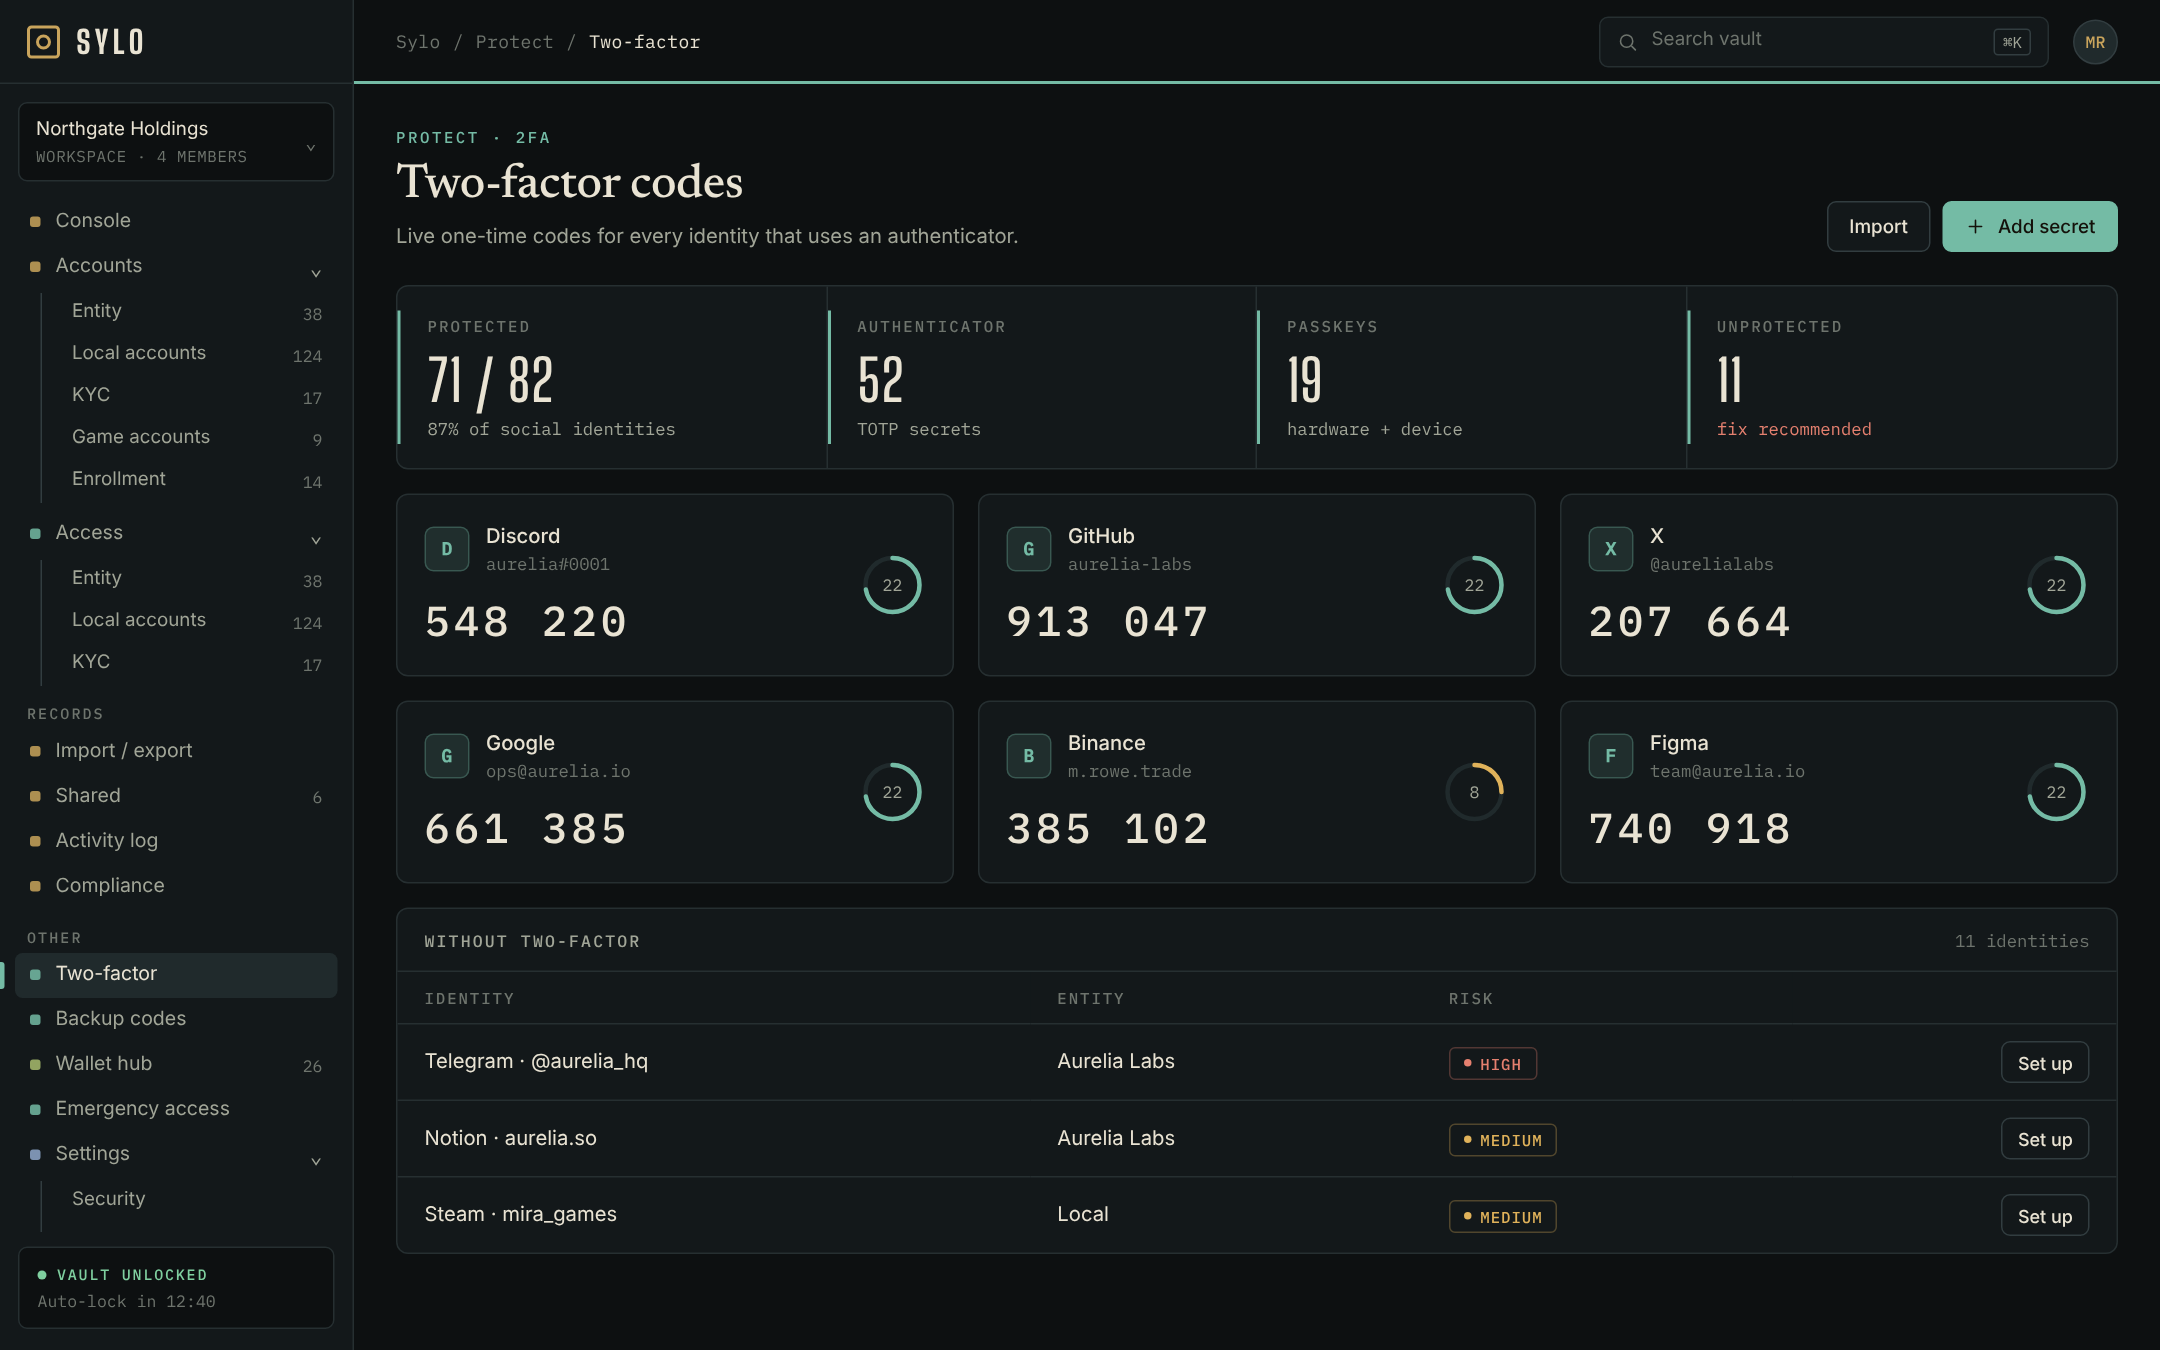 SYLO
Northgate Holdings
WORKSPACE · 4 MEMBERS
Console
Accounts
Entity 38
Local accounts 124
KYC 17
Game accounts 9
Enrollment 14
Access
Entity 38
Local accounts 124
KYC 17
RECORDS
Import / export
Shared 6
Activity log
Compliance
OTHER
Two-factor
Backup codes
Wallet hub 26
Emergency access
Settings
Security
VAULT UNLOCKED
Auto-lock in 12:40
Sylo / Protect / Two-factor
Search vault ⌘K
MR
PROTECT · 2FA
Two-factor codes
Live one-time codes for every identity that uses an authenticator.
Import
+ Add secret
PROTECTED
71 / 82
87% of social identities
AUTHENTICATOR
52
TOTP secrets
PASSKEYS
19
hardware + device
UNPROTECTED
11
fix recommended
D
Discord
aurelia#0001
548 220
22
G
GitHub
aurelia-labs
913 047
22
X
X
@aurelialabs
207 664
22
G
Google
ops@aurelia.io
661 385
22
B
Binance
m.rowe.trade
385 102
8
F
Figma
team@aurelia.io
740 918
22
WITHOUT TWO-FACTOR 11 identities
IDENTITY ENTITY RISK
Telegram · @aurelia_hq Aurelia Labs HIGH Set up
Notion · aurelia.so Aurelia Labs MEDIUM Set up
Steam · mira_games Local MEDIUM Set up